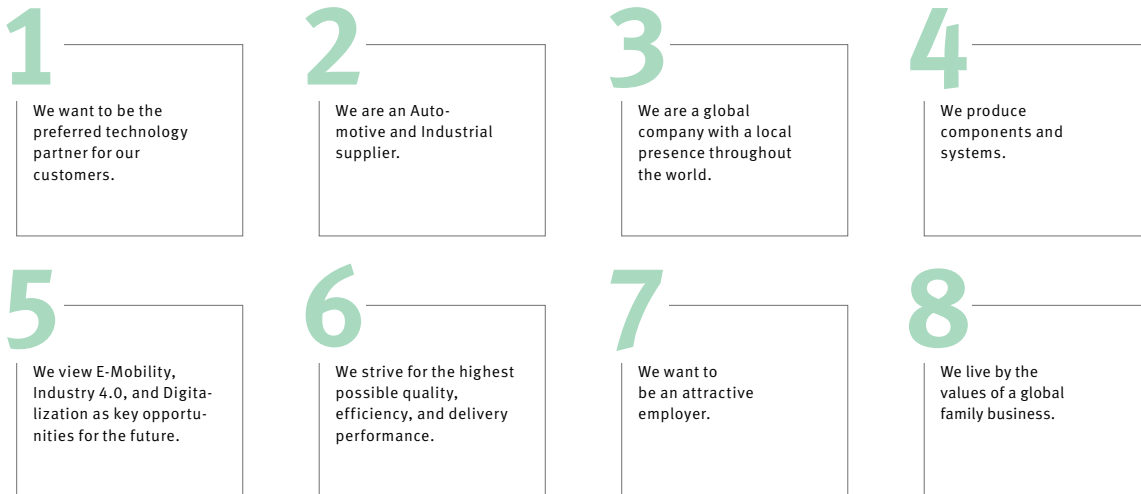 1
We want to be the
preferred technology
partner for our
customers.
2
We are an Auto-
motive and Industrial
supplier.
3
We are a global
company with a local
presence throughout
the world.
4
We produce
components and
systems.
5
We view E-Mobility,
Industry 4.0, and Digita-
lization as key opportu-
nities for the future.
6
We strive for the highest
possible quality,
efficiency, and delivery
performance.
7
We want to
be an attractive
employer.
8
We live by the
values of a global
family business.